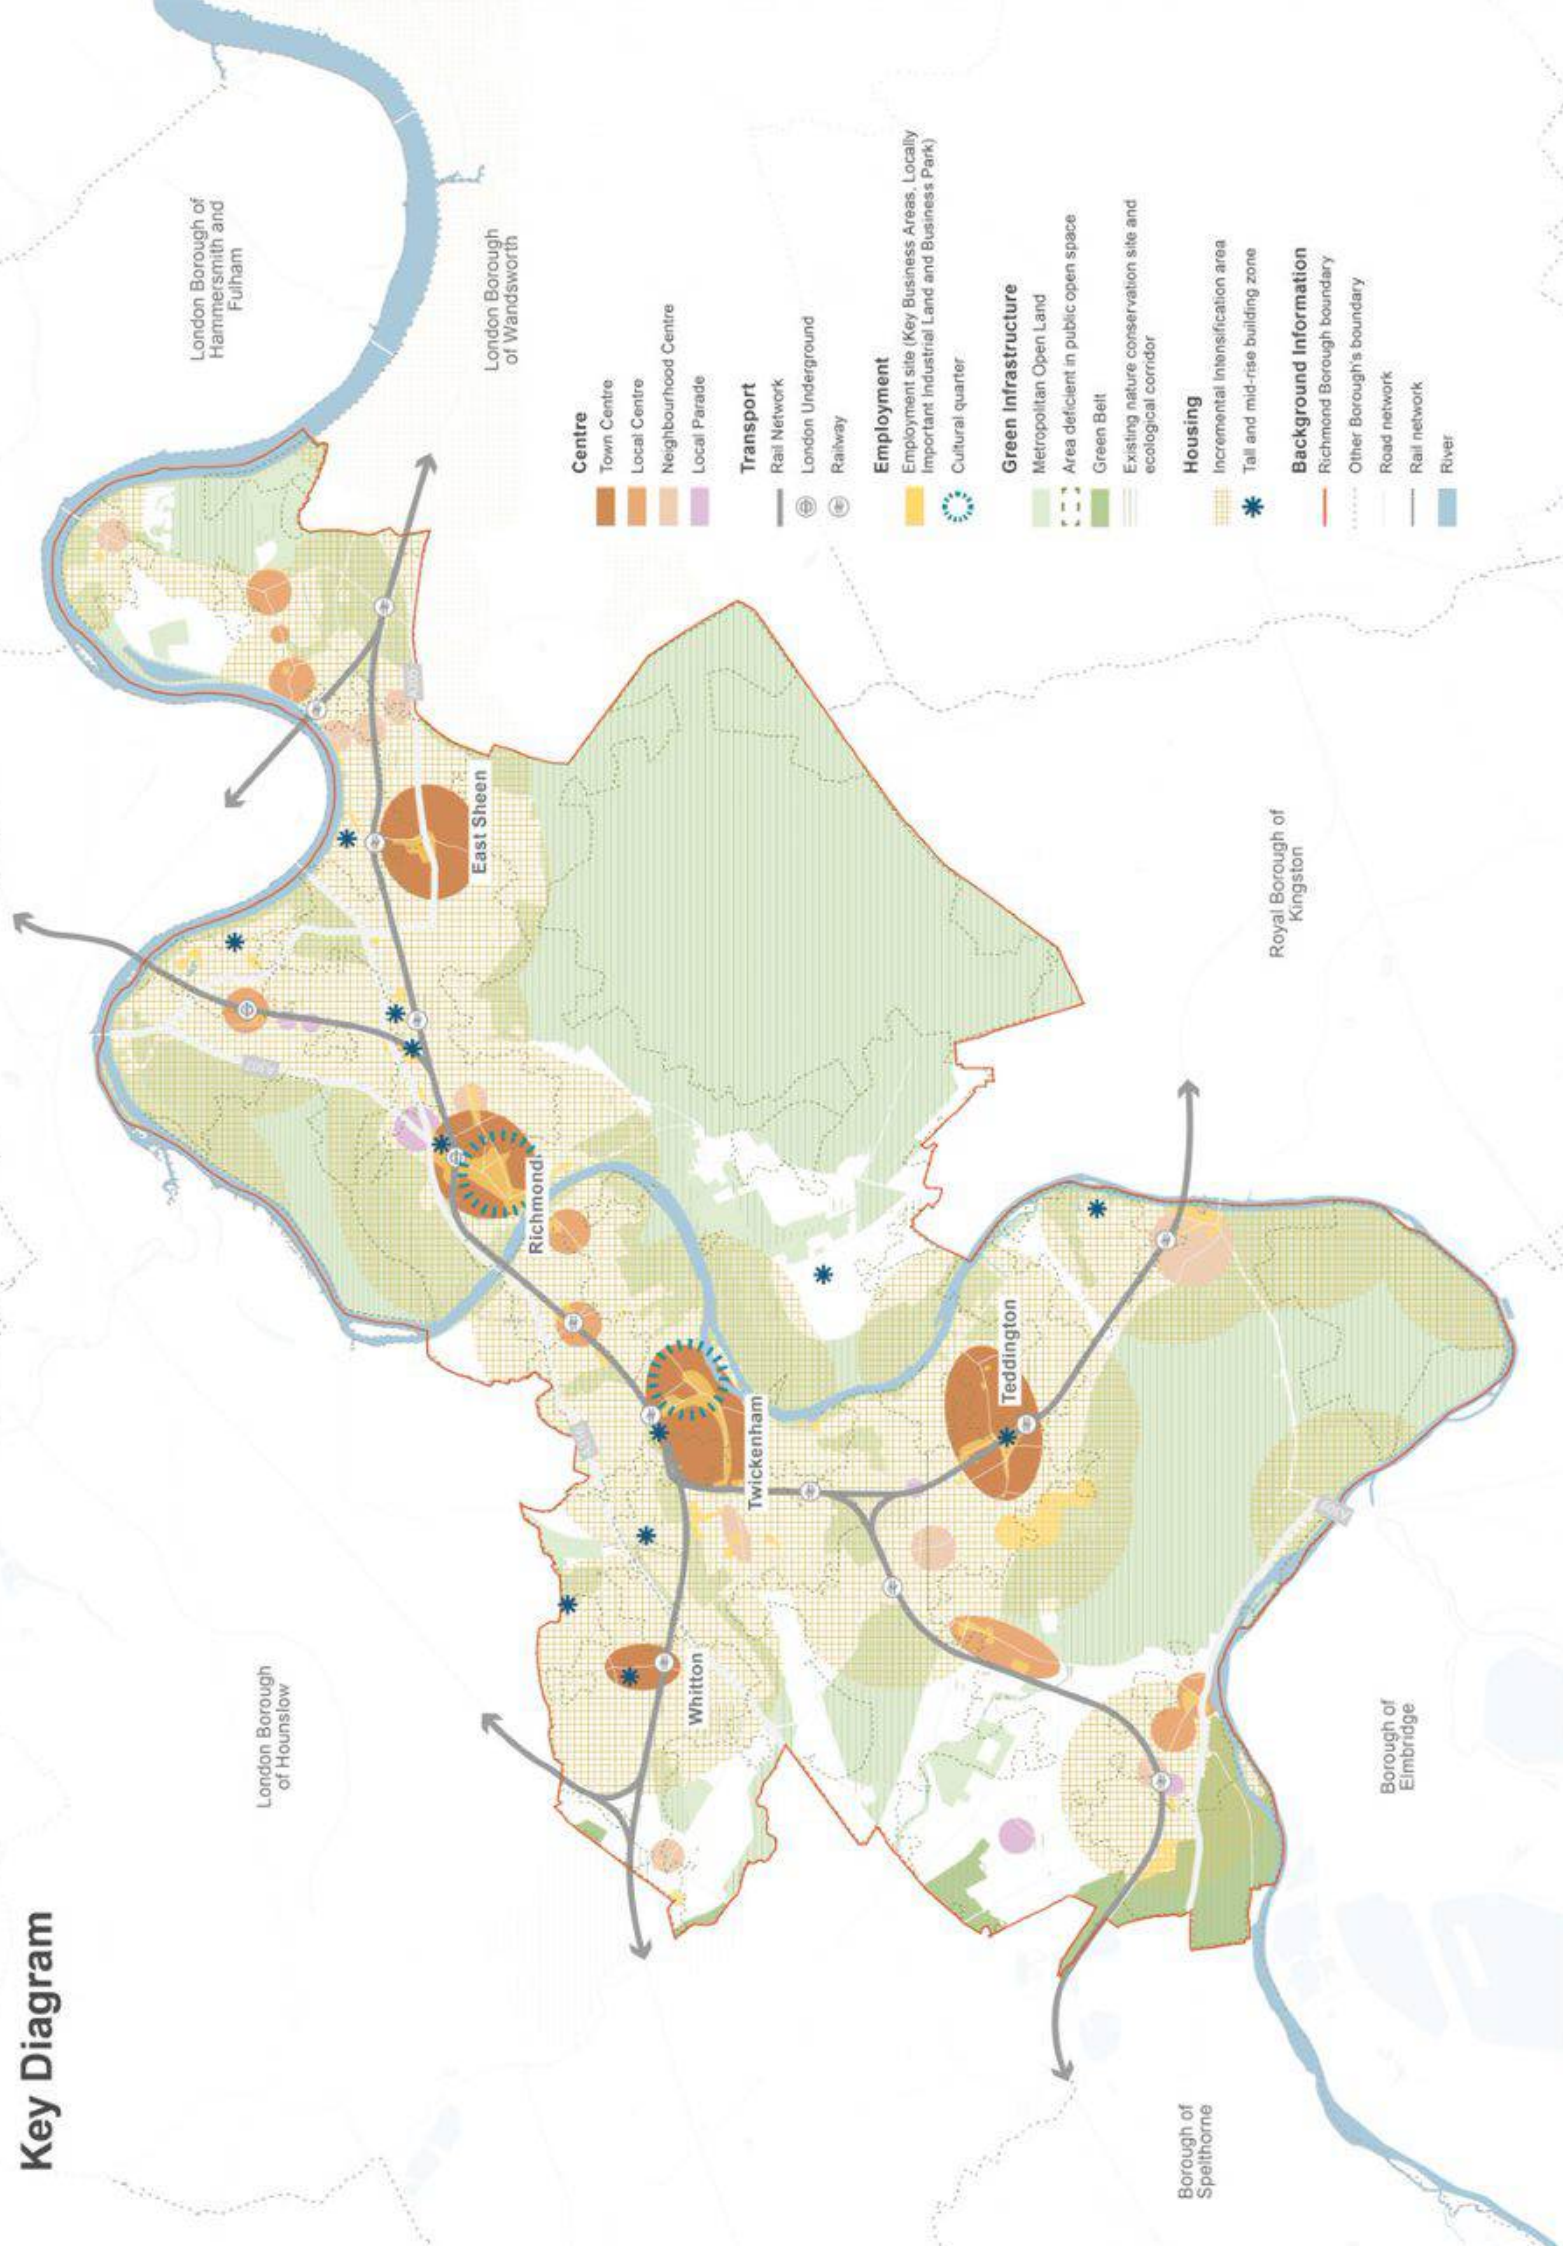 Key Diagram
London Borough of
Hammersmith and
Fulham
London Borough
of Wandsworth
London Borough
of Hounslow
East Sheen
Richmond
Twickenham
Whitton
Teddington
Royal Borough of
Kingston
Borough of
Elmbridge
Borough of
Spelthorne
Centre
Town Centre
Local Centre
Neighbourhood Centre
Local Parade
Transport
Rail Network
London Underground
Railway
Employment
Employment site (Key Business Areas, Locally
Important Industrial Land and Business Park)
Cultural quarter
Green Infrastructure
Metropolitan Open Land
Area deficient in public open space
Green Belt
Existing nature conservation site and
ecological corridor
Housing
Incremental Intensification area
Tall and mid-rise building zone
Background Information
Richmond Borough boundary
Other Borough's boundary
Road network
Rail network
River